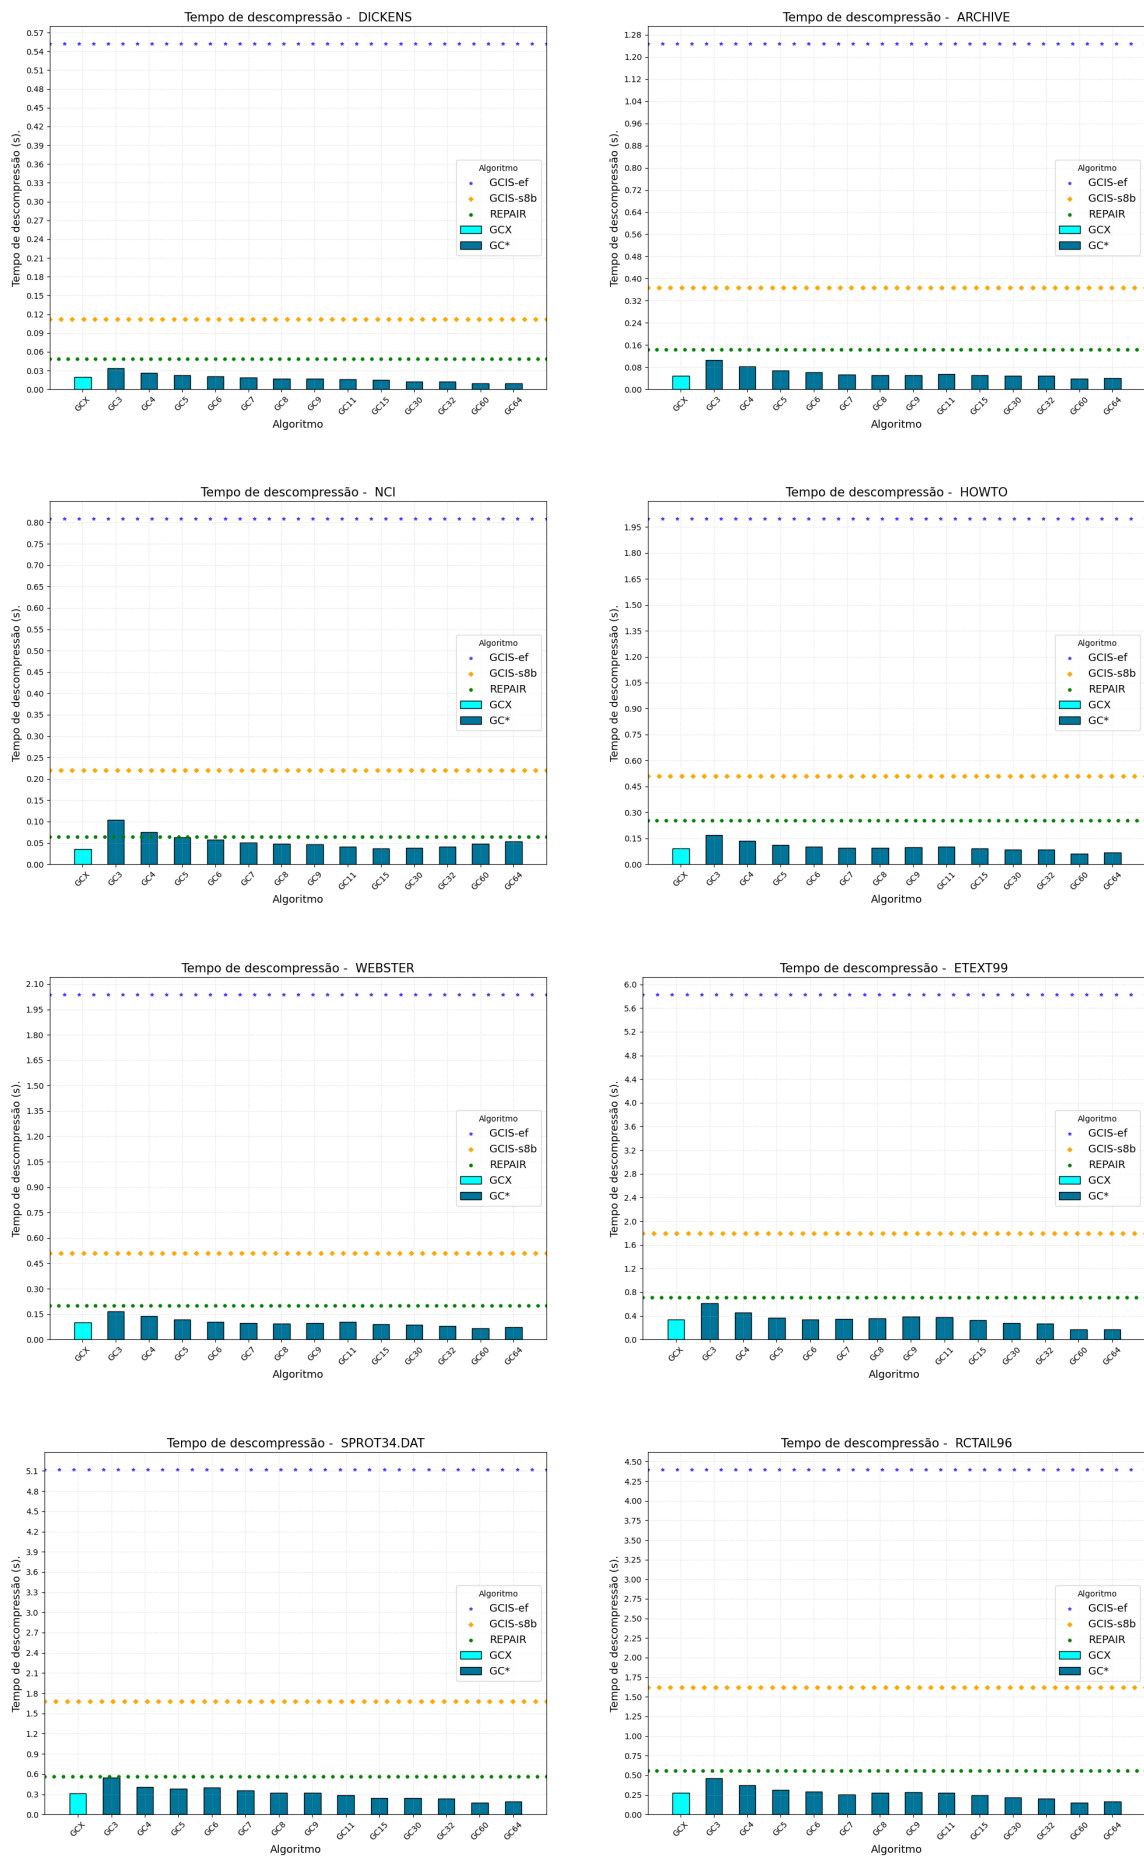 Tempo de descompressão - DICKENS
Tempo de descompressão (s).
0.57
0.54
0.51
0.48
0.45
0.42
0.39
0.36
0.33
0.30
0.27
0.24
0.21
0.18
0.15
0.12
0.09
0.06
0.03
0.00
Algoritmo
GCIS-ef
GCIS-s8b
REPAIR
GCX
GC*
GCX GC3 GC4 GC5 GC6 GC7 GC8 GC9 GC11 GC15 GC30 GC32 GC60 GC64
Algoritmo
Tempo de descompressão - ARCHIVE
Tempo de descompressão (s).
1.28
1.20
1.12
1.04
0.96
0.88
0.80
0.72
0.64
0.56
0.48
0.40
0.32
0.24
0.16
0.08
0.00
Algoritmo
GCIS-ef
GCIS-s8b
REPAIR
GCX
GC*
GCX GC3 GC4 GC5 GC6 GC7 GC8 GC9 GC11 GC15 GC30 GC32 GC60 GC64
Algoritmo
Tempo de descompressão - NCI
Tempo de descompressão (s).
0.80
0.75
0.70
0.65
0.60
0.55
0.50
0.45
0.40
0.35
0.30
0.25
0.20
0.15
0.10
0.05
0.00
Algoritmo
GCIS-ef
GCIS-s8b
REPAIR
GCX
GC*
GCX GC3 GC4 GC5 GC6 GC7 GC8 GC9 GC11 GC15 GC30 GC32 GC60 GC64
Algoritmo
Tempo de descompressão - HOWTO
Tempo de descompressão (s).
1.95
1.80
1.65
1.50
1.35
1.20
1.05
0.90
0.75
0.60
0.45
0.30
0.15
0.00
Algoritmo
GCIS-ef
GCIS-s8b
REPAIR
GCX
GC*
GCX GC3 GC4 GC5 GC6 GC7 GC8 GC9 GC11 GC15 GC30 GC32 GC60 GC64
Algoritmo
Tempo de descompressão - WEBSTER
Tempo de descompressão (s).
2.10
1.95
1.80
1.65
1.50
1.35
1.20
1.05
0.90
0.75
0.60
0.45
0.30
0.15
0.00
Algoritmo
GCIS-ef
GCIS-s8b
REPAIR
GCX
GC*
GCX GC3 GC4 GC5 GC6 GC7 GC8 GC9 GC11 GC15 GC30 GC32 GC60 GC64
Algoritmo
Tempo de descompressão - ETEXT99
Tempo de descompressão (s).
6.0
5.6
5.2
4.8
4.4
4.0
3.6
3.2
2.8
2.4
2.0
1.6
1.2
0.8
0.4
0.0
Algoritmo
GCIS-ef
GCIS-s8b
REPAIR
GCX
GC*
GCX GC3 GC4 GC5 GC6 GC7 GC8 GC9 GC11 GC15 GC30 GC32 GC60 GC64
Algoritmo
Tempo de descompressão - SPROT34.DAT
Tempo de descompressão (s).
5.1
4.8
4.5
4.2
3.9
3.6
3.3
3.0
2.7
2.4
2.1
1.8
1.5
1.2
0.9
0.6
0.3
0.0
Algoritmo
GCIS-ef
GCIS-s8b
REPAIR
GCX
GC*
GCX GC3 GC4 GC5 GC6 GC7 GC8 GC9 GC11 GC15 GC30 GC32 GC60 GC64
Algoritmo
Tempo de descompressão - RCTAIL96
Tempo de descompressão (s).
4.50
4.25
4.00
3.75
3.50
3.25
3.00
2.75
2.50
2.25
2.00
1.75
1.50
1.25
1.00
0.75
0.50
0.25
0.00
Algoritmo
GCIS-ef
GCIS-s8b
REPAIR
GCX
GC*
GCX GC3 GC4 GC5 GC6 GC7 GC8 GC9 GC11 GC15 GC30 GC32 GC60 GC64
Algoritmo